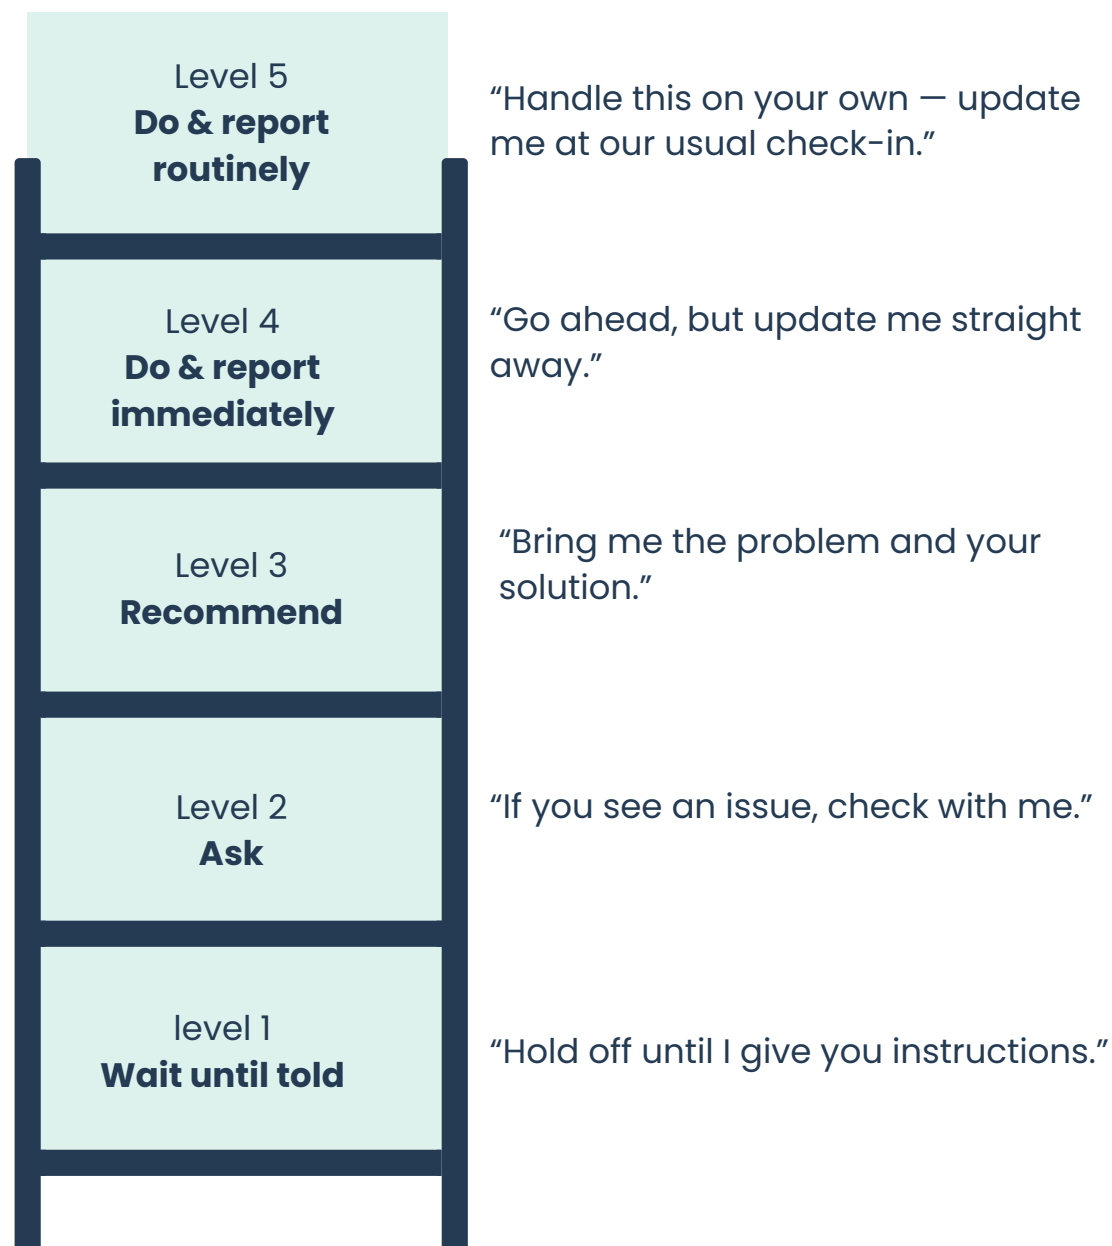 Level 5
Do & report
routinely
“Handle this on your own — update
me at our usual check-in.”
Level 4
Do & report
immediately
“Go ahead, but update me straight
away.”
Level 3
Recommend
“Bring me the problem and your
solution.”
Level 2
Ask
“If you see an issue, check with me.”
level 1
Wait until told
“Hold off until I give you instructions.”